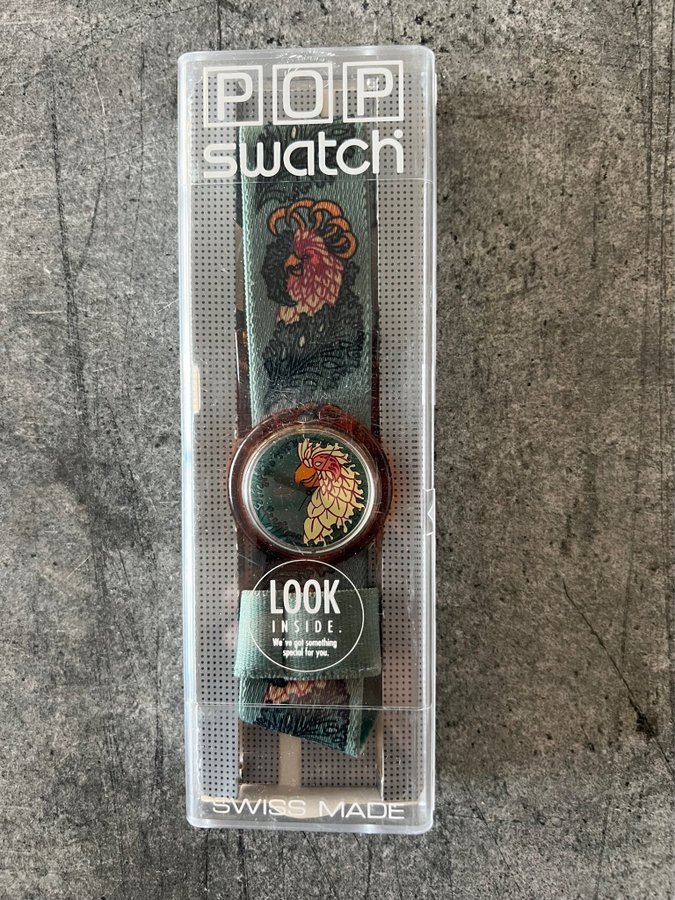 POP
swatch
LOOK
INSIDE.
We've got something
special for you.
SWISS MADE